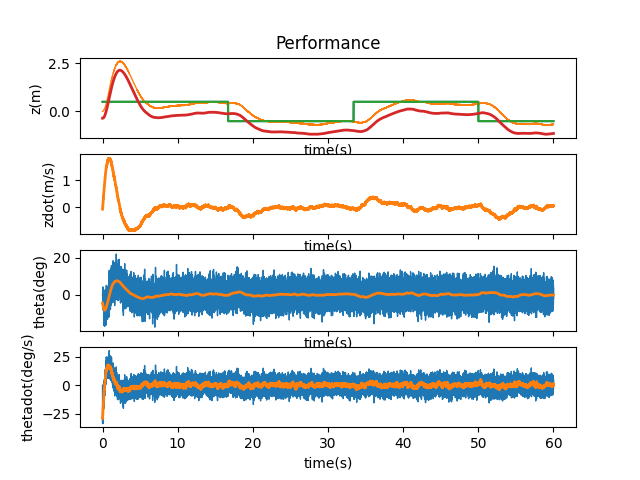 Performance
2.5
0.0
z(m)
time(s)
1
0
zdot(m/s)
time(s)
20
0
theta(deg)
time(s)
25
0
−25
thetadot(deg/s)
0 10 20 30 40 50 60
time(s)